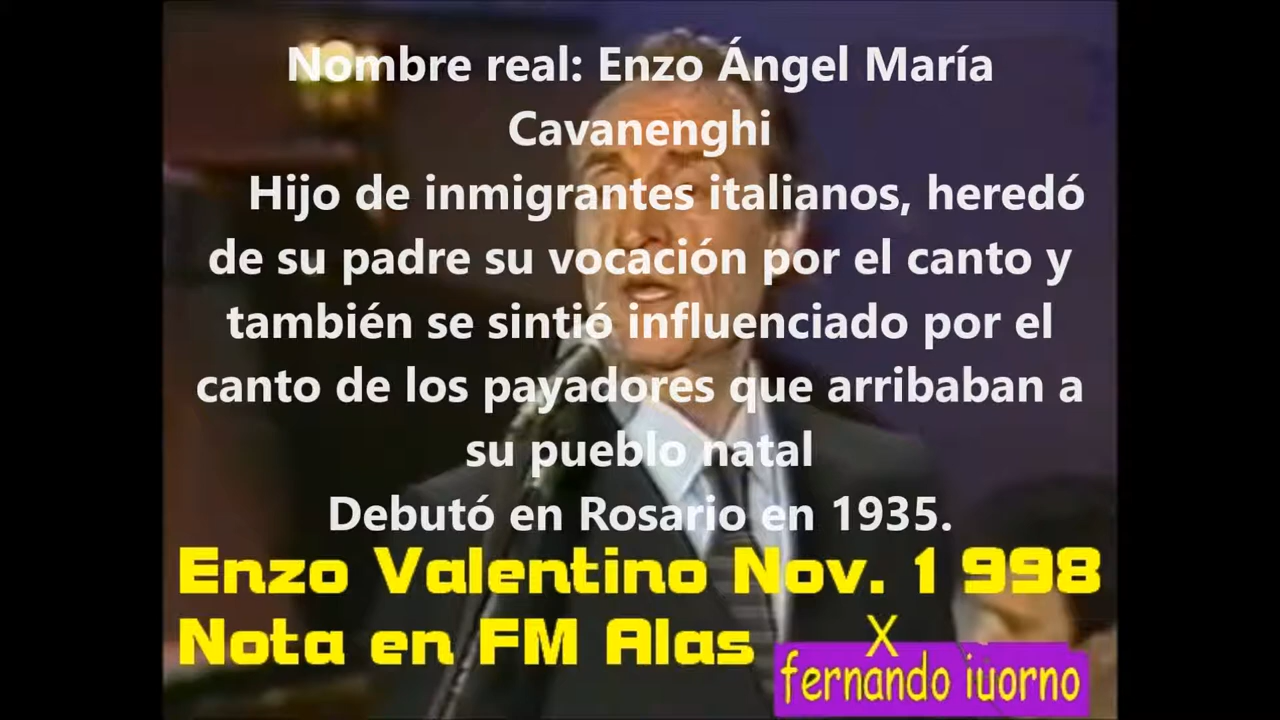 Nombre real: Enzo Ángel María
Cavanenghi
Hijo de inmigrantes italianos, heredó
de su padre su vocación por el canto y
también se sintió influenciado por el
canto de los payadores que arribaban a
su pueblo natal
Debutó en Rosario en 1935.
Enzo Valentino Nov. 1 998
Nota en FM Alas
X
fernando iuorno